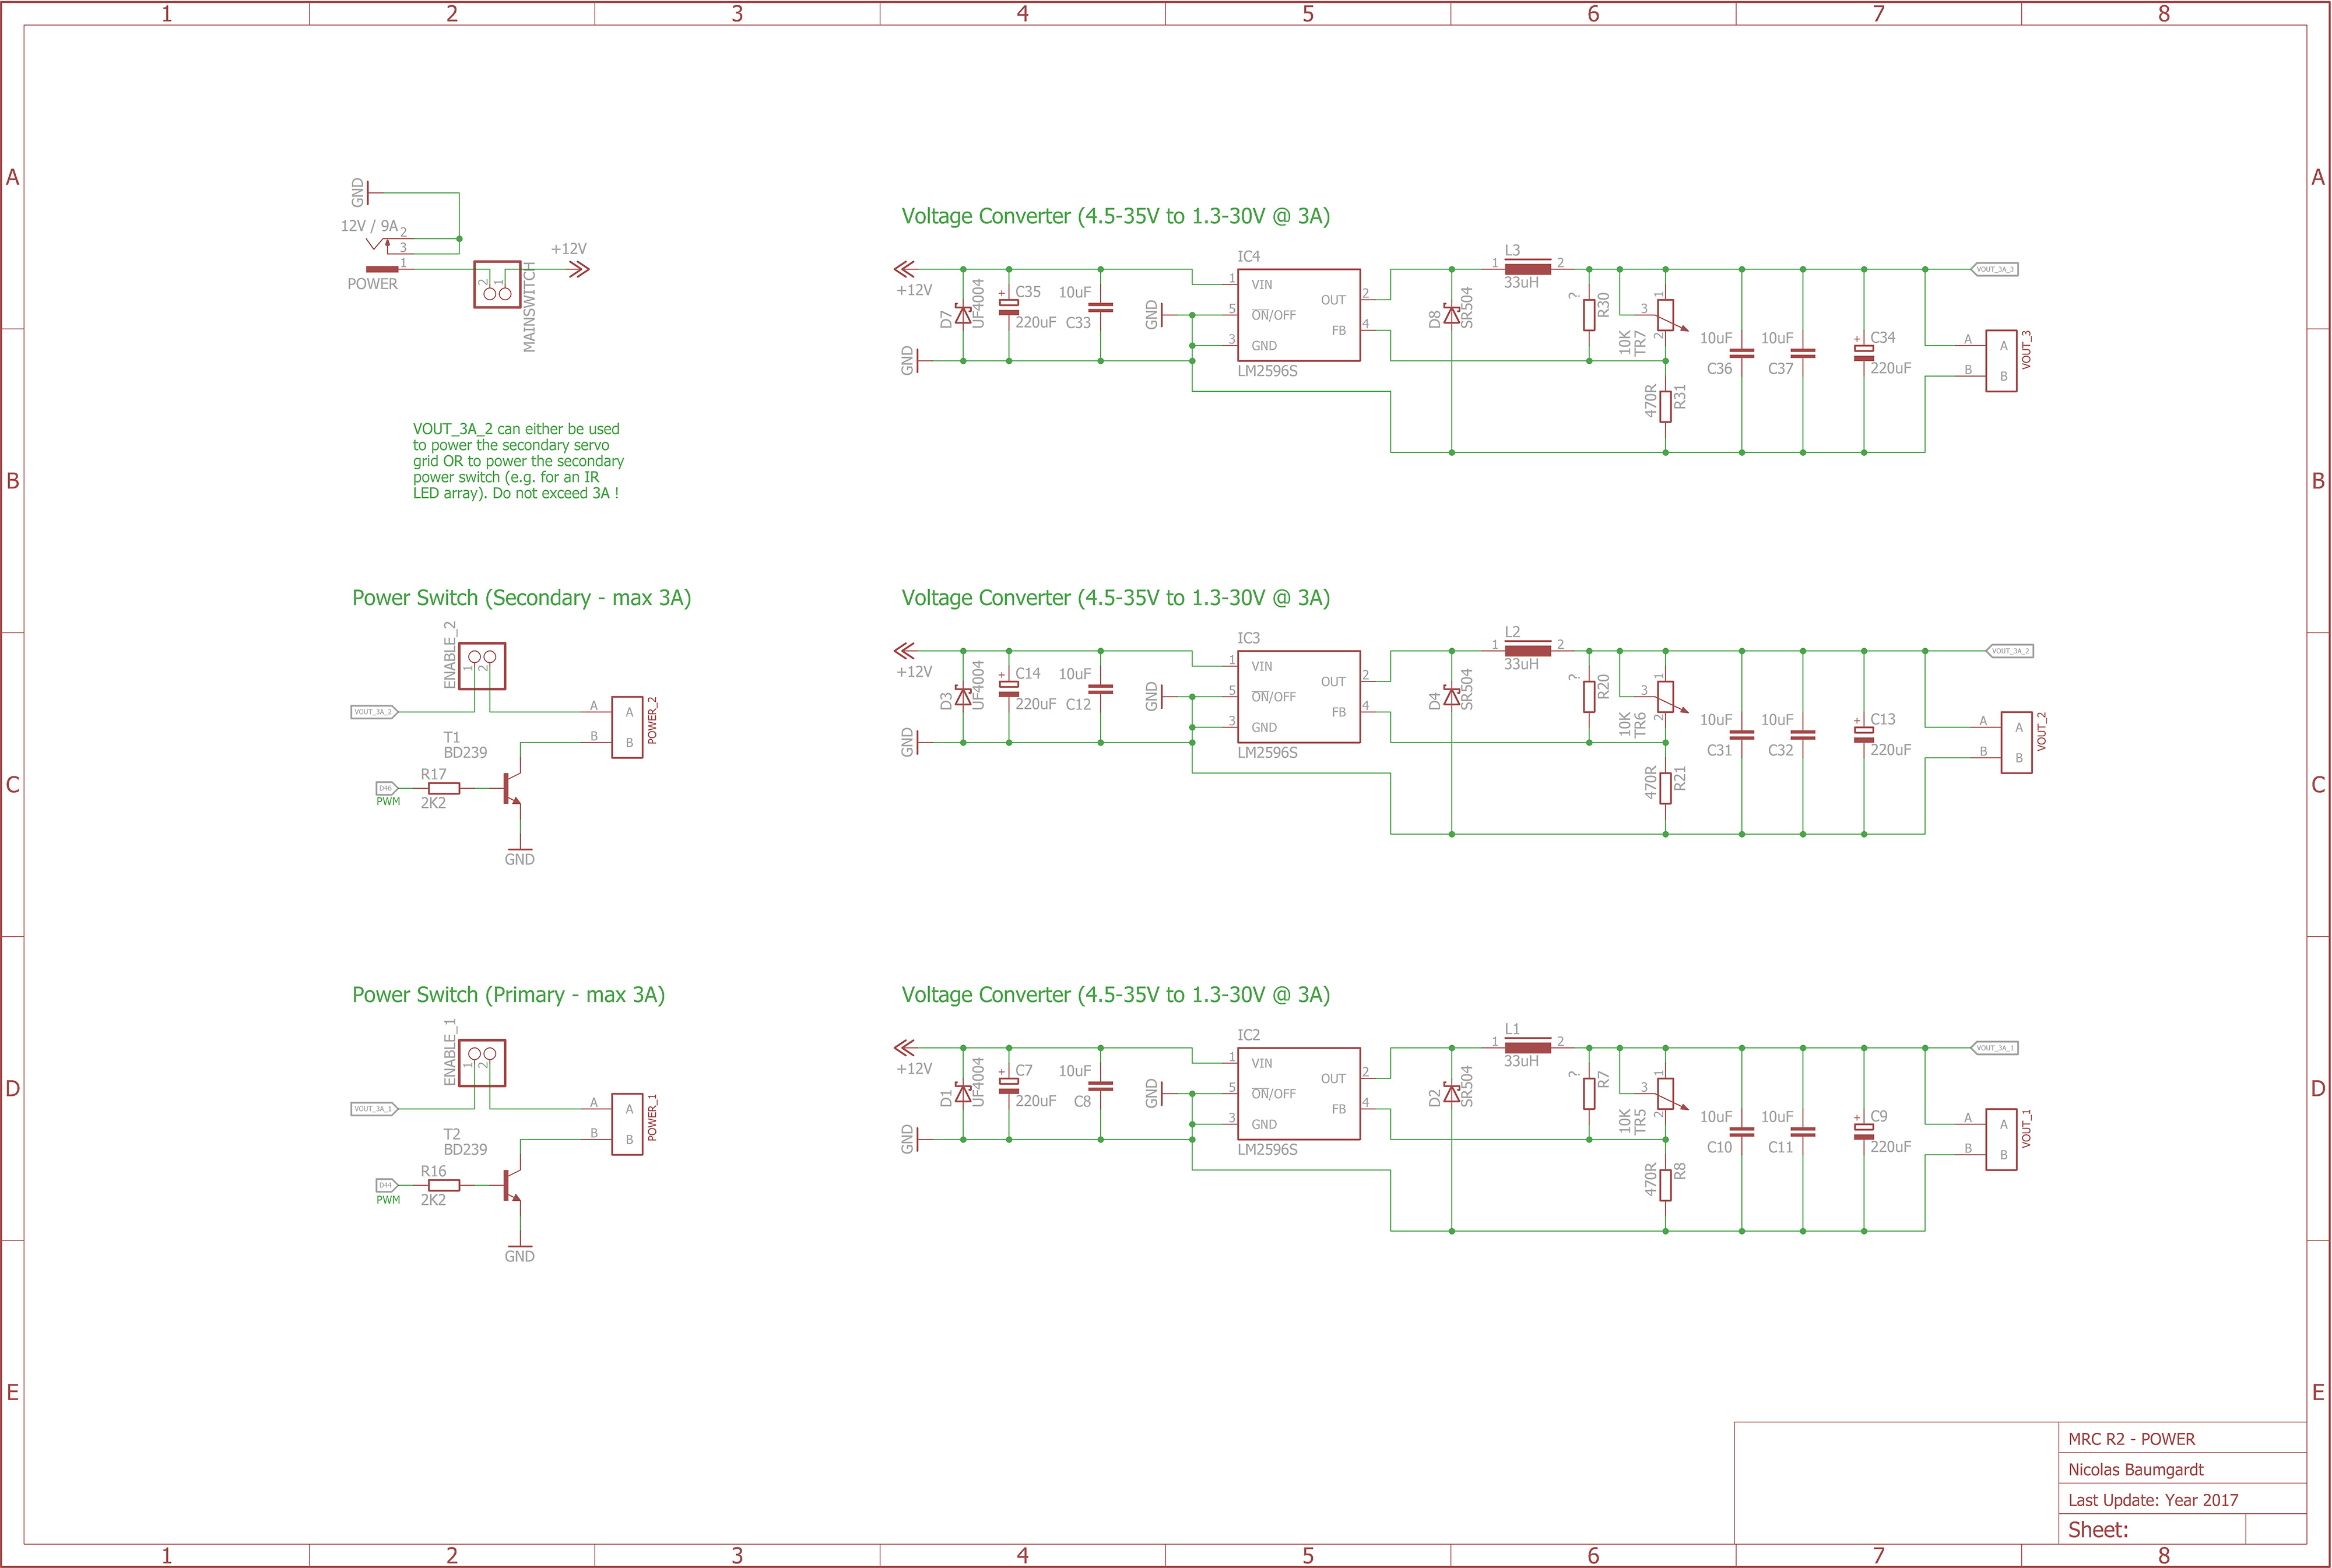 1 2 3 4 5 6 7 8
A
A
GND
12V / 9A
2
3
1
POWER
2
1
MAINSWITCH
+12V
Voltage Converter (4.5-35V to 1.3-30V @ 3A)
+12V
GND
D7
UF4004
C35
220uF
10uF
C33
GND
IC4
1
VIN
5
ON/OFF
3
GND
OUT
2
FB
4
LM2596S
D8
SR504
L3
1
2
33uH
?
R30
10K
TR7
1
3
2
470R
R31
10uF
C36
10uF
C37
C34
220uF
VOUT_3A_3
A
A
B
B
VOUT_3
B
B
VOUT_3A_2 can either be used
to power the secondary servo
grid OR to power the secondary
power switch (e.g. for an IR
LED array). Do not exceed 3A !
Power Switch (Secondary - max 3A)
ENABLE_2
1
2
VOUT_3A_2
A
A
B
B
POWER_2
T1
BD239
R17
2K2
D46
PWM
GND
Voltage Converter (4.5-35V to 1.3-30V @ 3A)
+12V
GND
D3
UF4004
C14
220uF
10uF
C12
GND
IC3
1
VIN
5
ON/OFF
3
GND
OUT
2
FB
4
LM2596S
D4
SR504
L2
1
2
33uH
?
R20
10K
TR6
1
3
2
470R
R21
10uF
C31
10uF
C32
C13
220uF
VOUT_3A_2
A
A
B
B
VOUT_2
C
C
Power Switch (Primary - max 3A)
ENABLE_1
1
2
VOUT_3A_1
A
A
B
B
POWER_1
T2
BD239
R16
2K2
D44
PWM
GND
Voltage Converter (4.5-35V to 1.3-30V @ 3A)
+12V
GND
D1
UF4004
C7
220uF
10uF
C8
GND
IC2
1
VIN
5
ON/OFF
3
GND
OUT
2
FB
4
LM2596S
D2
SR504
L1
1
2
33uH
?
R7
10K
TR5
1
3
2
470R
R8
10uF
C10
10uF
C11
C9
220uF
VOUT_3A_1
A
A
B
B
VOUT_1
D
D
E
E
MRC R2 - POWER
Nicolas Baumgardt
Last Update: Year 2017
Sheet:
1 2 3 4 5 6 7 8